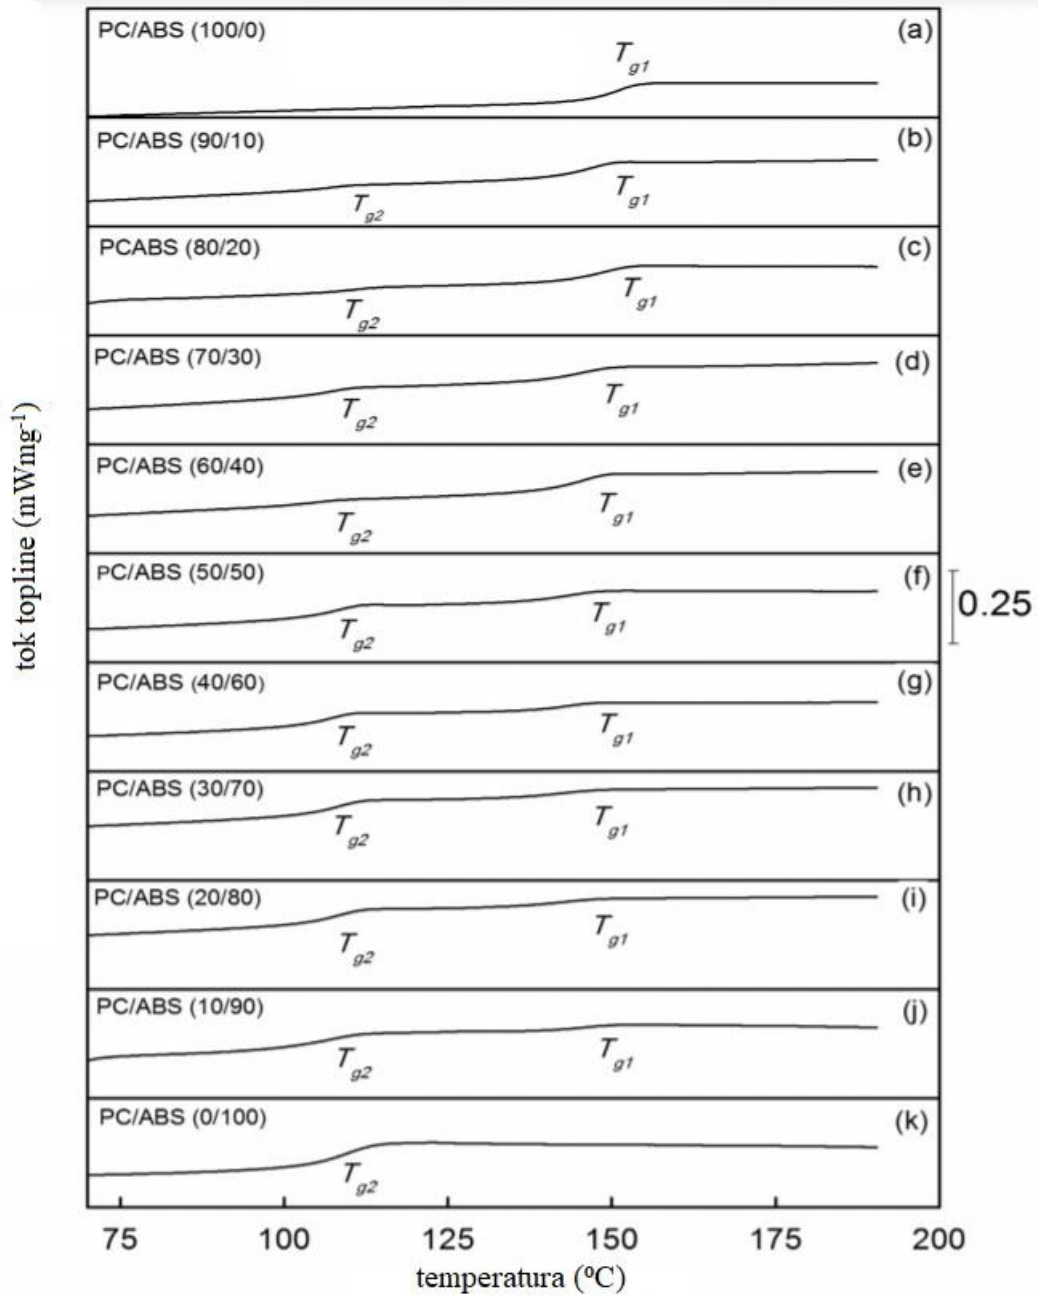 PC/ABS (100/0)
(a)
Tg1
PC/ABS (90/10)
(b)
Tg2
Tg1
PCABS (80/20)
(c)
Tg2
Tg1
PC/ABS (70/30)
(d)
Tg2
Tg1
PC/ABS (60/40)
(e)
Tg2
Tg1
PC/ABS (50/50)
(f)
Tg2
Tg1
0.25
PC/ABS (40/60)
(g)
Tg2
Tg1
PC/ABS (30/70)
(h)
Tg2
Tg1
PC/ABS (20/80)
(i)
Tg2
Tg1
PC/ABS (10/90)
(j)
Tg2
Tg1
PC/ABS (0/100)
(k)
Tg2
tok topline (mWmg⁻¹)
75 100 125 150 175 200
temperatura (ºC)